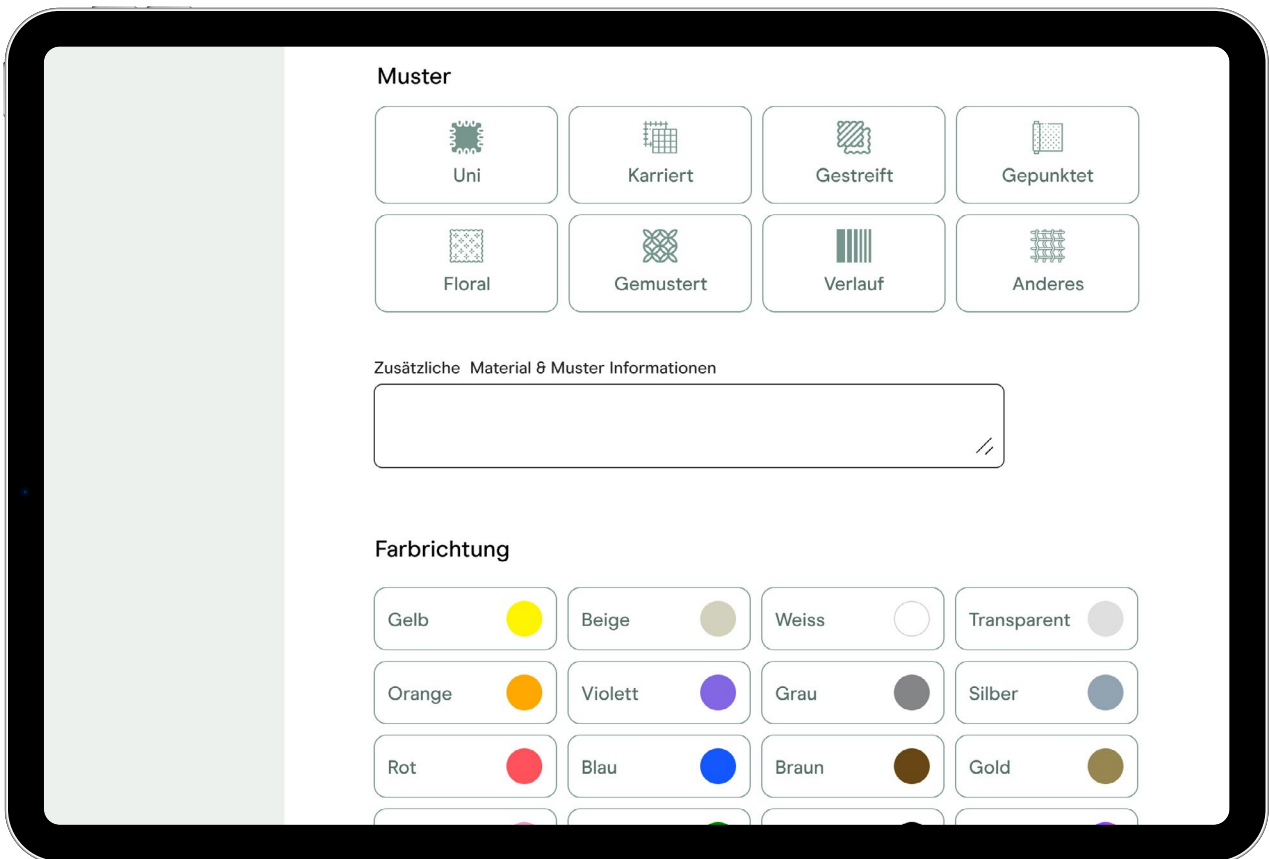 Muster
Uni
Karriert
Gestreift
Gepunktet
Floral
Gemustert
Verlauf
Anderes
Zusätzliche  Material & Muster Informationen
Farbrichtung
Gelb
Beige
Weiss
Transparent
Orange
Violett
Grau
Silber
Rot
Blau
Braun
Gold